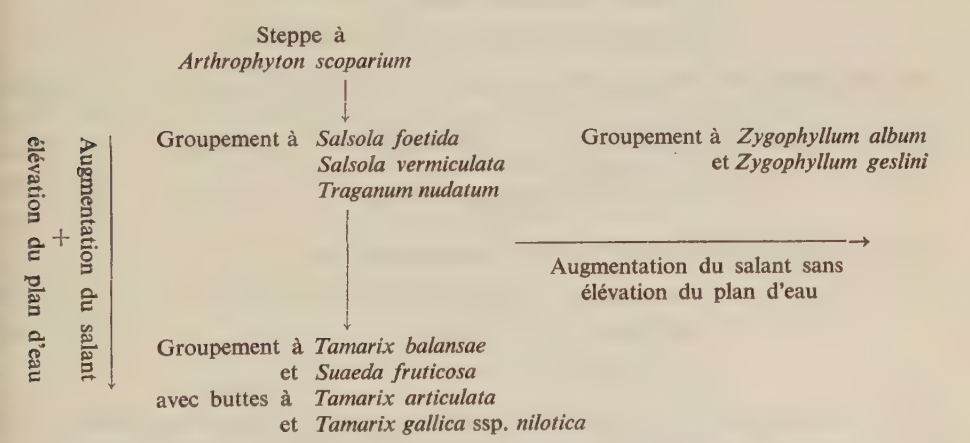 Steppe à
Arthrophyton scoparium
Groupement à Salsola foetida
Salsola vermiculata
Traganum nudatum
Groupement à Zygophyllum album
et Zygophyllum geslini
Augmentation du salant
+
élévation du plan d'eau
Augmentation du salant sans
élévation du plan d'eau
Groupement à Tamarix balansae
et Suaeda fruticosa
avec buttes à Tamarix articulata
et Tamarix gallica ssp. nilotica